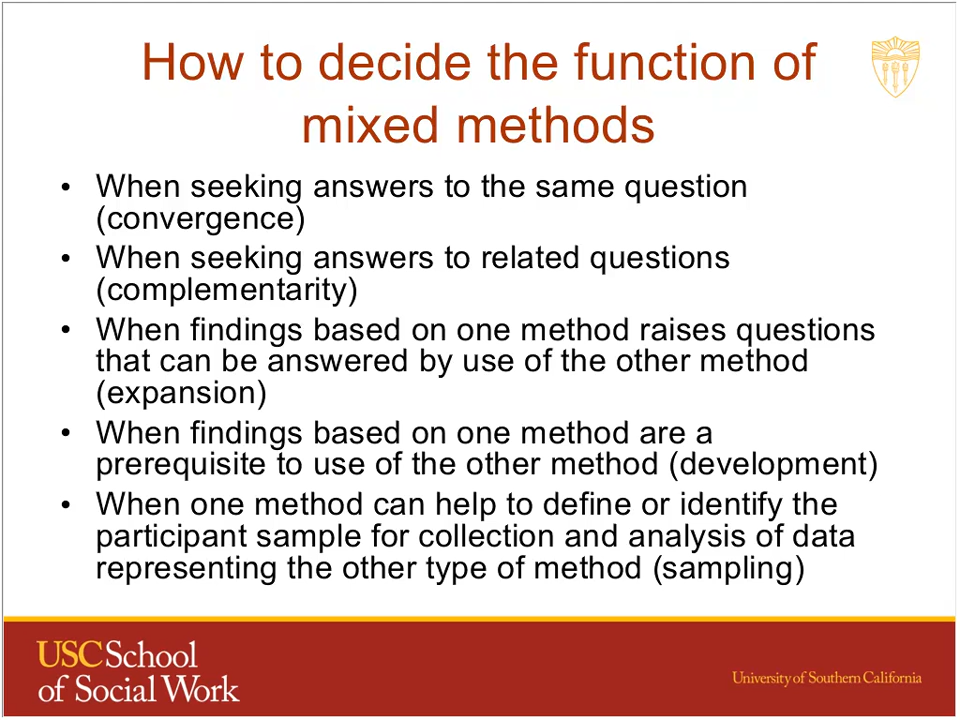 How to decide the function of
mixed methods
• When seeking answers to the same question
(convergence)
• When seeking answers to related questions
(complementarity)
• When findings based on one method raises questions
that can be answered by use of the other method
(expansion)
• When findings based on one method are a
prerequisite to use of the other method (development)
• When one method can help to define or identify the
participant sample for collection and analysis of data
representing the other type of method (sampling)
USC School
of Social Work
University of Southern California